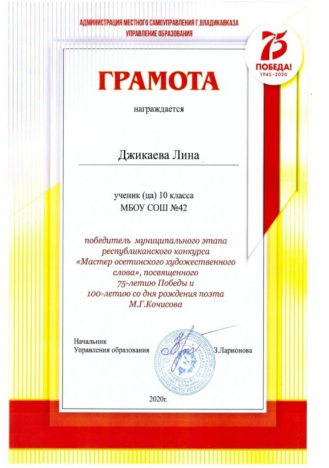 АДМИНИСТРАЦИЯ МЕСТНОГО САМОУПРАВЛЕНИЯ Г.ВЛАДИКАВКАЗА
УПРАВЛЕНИЕ ОБРАЗОВАНИЯ
75
ПОБЕДА!
1945-2020
ГРАМОТА
награждается
Джикаева Лина
ученик (ца) 10 класса
МБОУ СОШ №42
победитель муниципального этапа
республиканского конкурса
«Мастер осетинского художественного
слова», посвященного
75-летию Победы и
100-летию со дня рождения поэта
М.Г.Кочисова
Начальник
Управления образования
З.Ларионова
2020г.